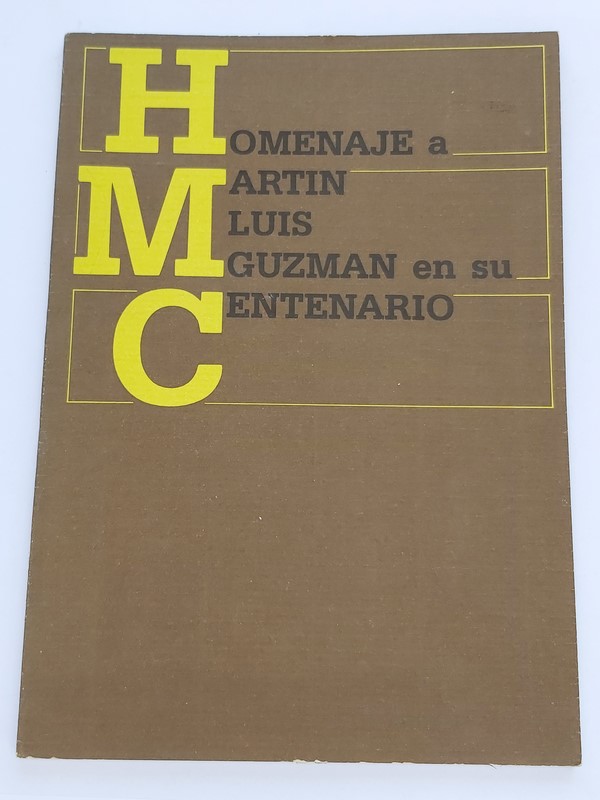 HOMENAJE a
MARTIN
LUIS
GUZMAN en su
CENTENARIO